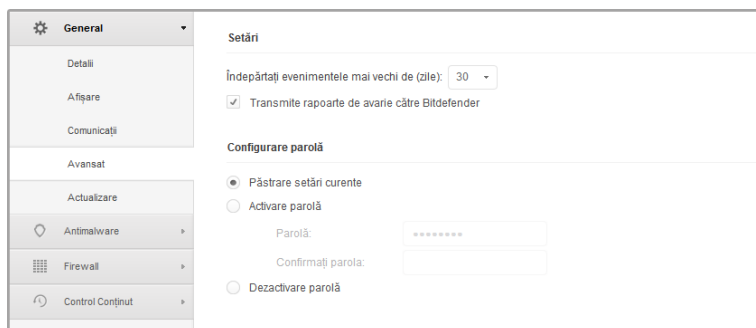 General
Detalii
Afișare
Comunicații
Avansat
Actualizare
Antimalware
Firewall
Control Conținut
Setări
Îndepărtați evenimentele mai vechi de (zile): 30
Transmite rapoarte de avarie către Bitdefender
Configurare parolă
Păstrare setări curente
Activare parolă
Parolă:
Confirmați parola:
Dezactivare parolă